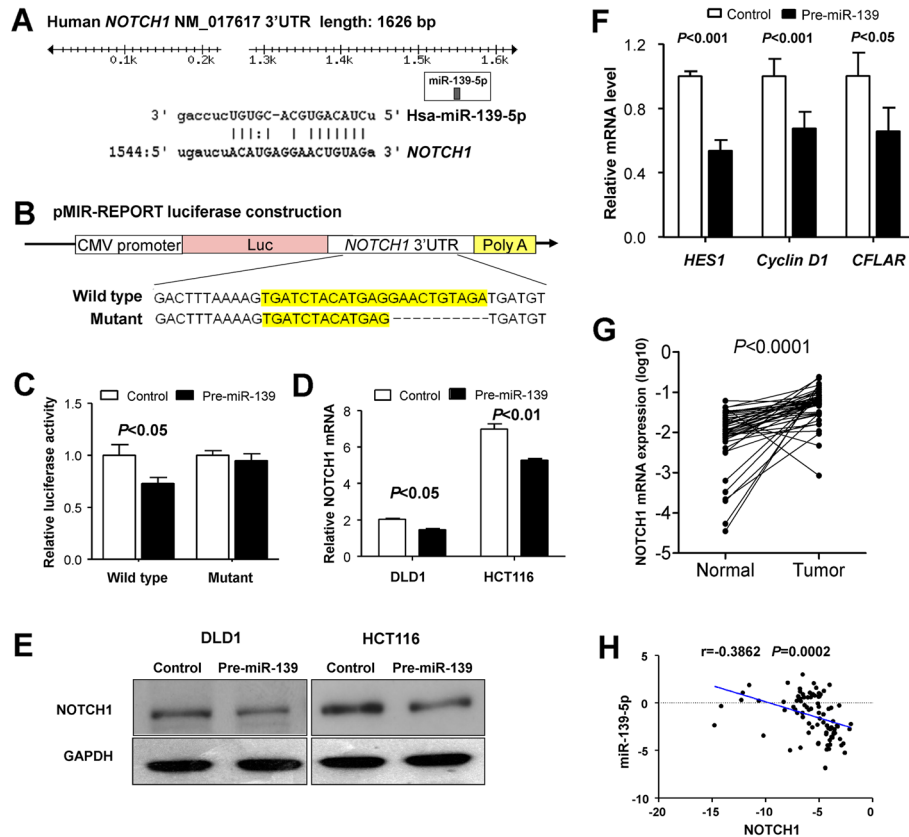 A
Human NOTCH1 NM_017617 3'UTR length: 1626 bp
0.1k 0.2k 1.3k 1.4k 1.5k 1.6k
miR-139-5p
3' gaccucUGUGC-ACGUGACAUCu 5' Hsa-miR-139-5p
|||:| | |||||||
1544:5' ugaucuACAUGAGGAACUGUAGa 3' NOTCH1
B
pMIR-REPORT luciferase construction
CMV promoter Luc NOTCH1 3'UTR Poly A
Wild type GACTTTAAAAGTGATCTACATGAGGAACTGTAGATGATGT
Mutant GACTTTAAAAGTGATCTACATGAG----------TGATGT
C
Control Pre-miR-139
Relative luciferase activity
1.5
1.0
0.5
0.0
P<0.05
Wild type Mutant
D
Control Pre-miR-139
Relative NOTCH1 mRNA
8
6
4
2
0
P<0.05
P<0.01
DLD1 HCT116
E
DLD1 HCT116
Control Pre-miR-139 Control Pre-miR-139
NOTCH1
GAPDH
F
Control Pre-miR-139
Relative mRNA level
1.2
0.8
0.4
0.0
P<0.001 P<0.001 P<0.05
HES1 Cyclin D1 CFLAR
G
P<0.0001
NOTCH1 mRNA expression (log10)
-0
-1
-2
-3
-4
-5
Normal Tumor
H
r=-0.3862 P=0.0002
miR-139-5p
5
0
-5
-10
-20 -15 -10 -5 0
NOTCH1